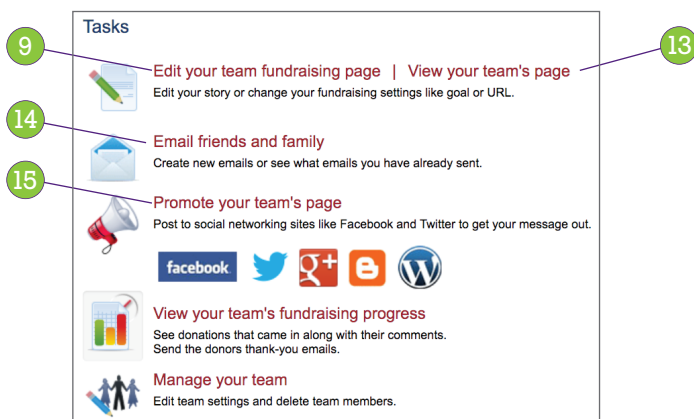 Tasks
9
Edit your team fundraising page | View your team's page
13
Edit your story or change your fundraising settings like goal or URL.
14
Email friends and family
Create new emails or see what emails you have already sent.
15
Promote your team's page
Post to social networking sites like Facebook and Twitter to get your message out.
facebook.
g+
B
W
View your team's fundraising progress
See donations that came in along with their comments.
Send the donors thank-you emails.
Manage your team
Edit team settings and delete team members.